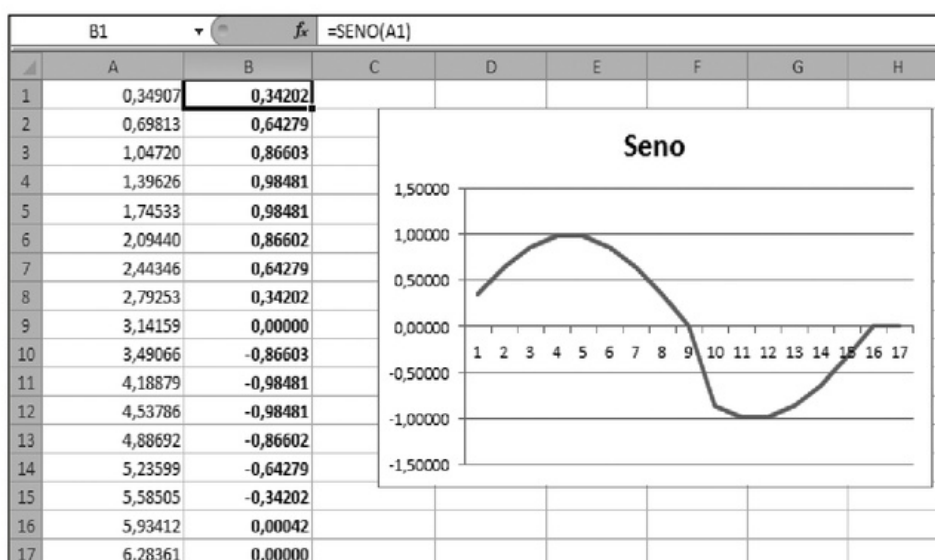 B1 fx =SENO(A1)
A B C D E F G H
1 0,34907 0,34202
2 0,69813 0,64279
3 1,04720 0,86603
4 1,39626 0,98481
5 1,74533 0,98481
6 2,09440 0,86602
7 2,44346 0,64279
8 2,79253 0,34202
9 3,14159 0,00000
10 3,49066 -0,86603
11 4,18879 -0,98481
12 4,53786 -0,98481
13 4,88692 -0,86602
14 5,23599 -0,64279
15 5,58505 -0,34202
16 5,93412 0,00042
17 6,28361 0,00000
Seno
1,50000
1,00000
0,50000
0,00000
1 2 3 4 5 6 7 8 9 10 11 12 13 14 15 16 17
-0,50000
-1,00000
-1,50000